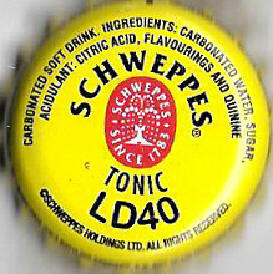 CARBONATED SOFT DRINK. INGREDIENTS: CARBONATED WATER, SUGAR,
ACIDULANT: CITRIC ACID, FLAVOURINGS AND QUININE
SCHWEPPES®
SCHWEPPES
SINCE 1783
TONIC
LD40
©SCHWEPPES HOLDINGS LTD. ALL RIGHTS RESERVED.